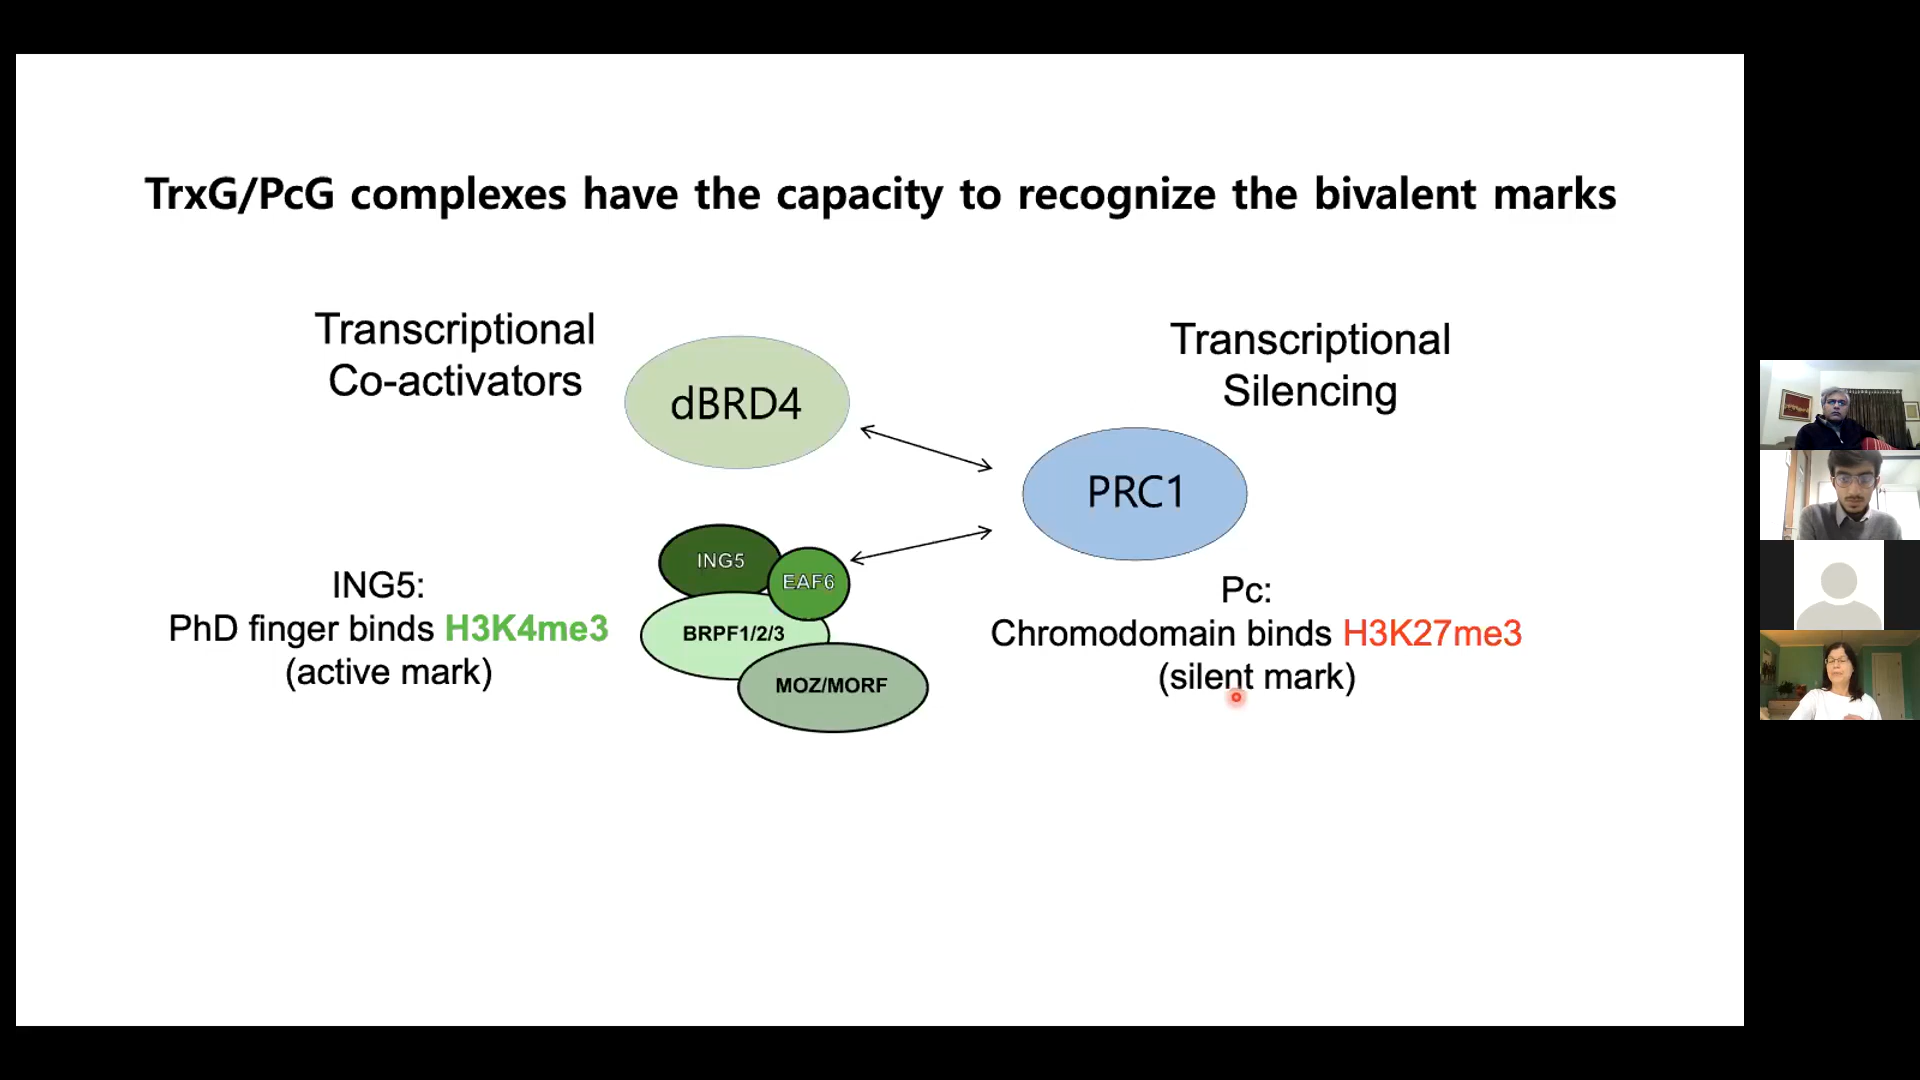 TrxG/PcG complexes have the capacity to recognize the bivalent marks
Transcriptional
Co-activators
dBRD4
Transcriptional
Silencing
PRC1
ING5
EAF6
BRPF1/2/3
MOZ/MORF
ING5:
PhD finger binds H3K4me3
(active mark)
Pc:
Chromodomain binds H3K27me3
(silent mark)